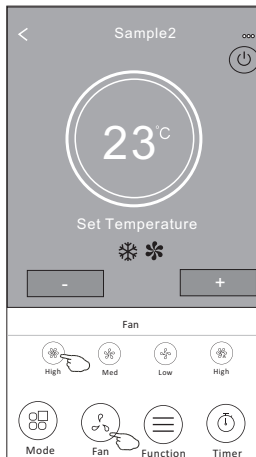 Sample2
23°C
Set Temperature
- +
Fan
High Med Low High
Mode Fan Function Timer